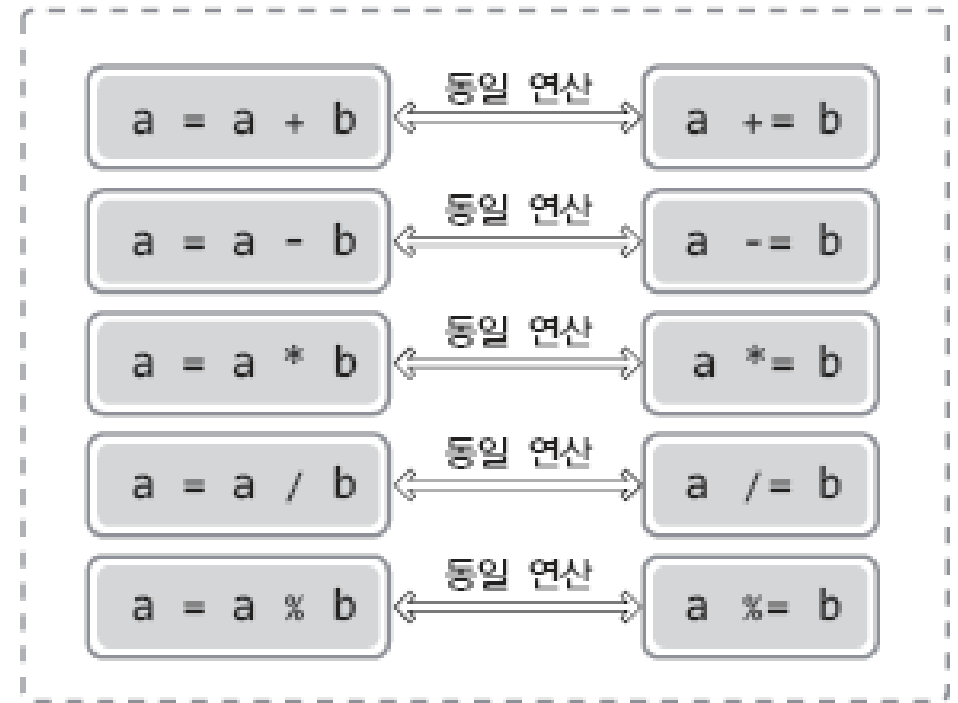 a = a + b 동일 연산 a += b
a = a - b 동일 연산 a -= b
a = a * b 동일 연산 a *= b
a = a / b 동일 연산 a /= b
a = a % b 동일 연산 a %= b